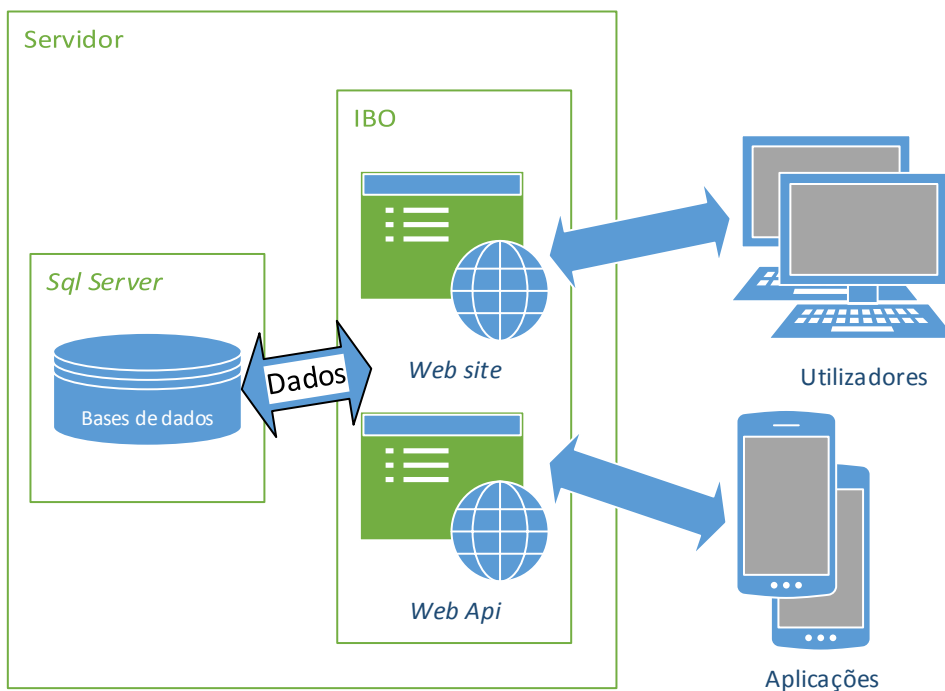 Servidor
IBO
Sql Server
Bases de dados
Dados
Web site
Web Api
Utilizadores
Aplicações